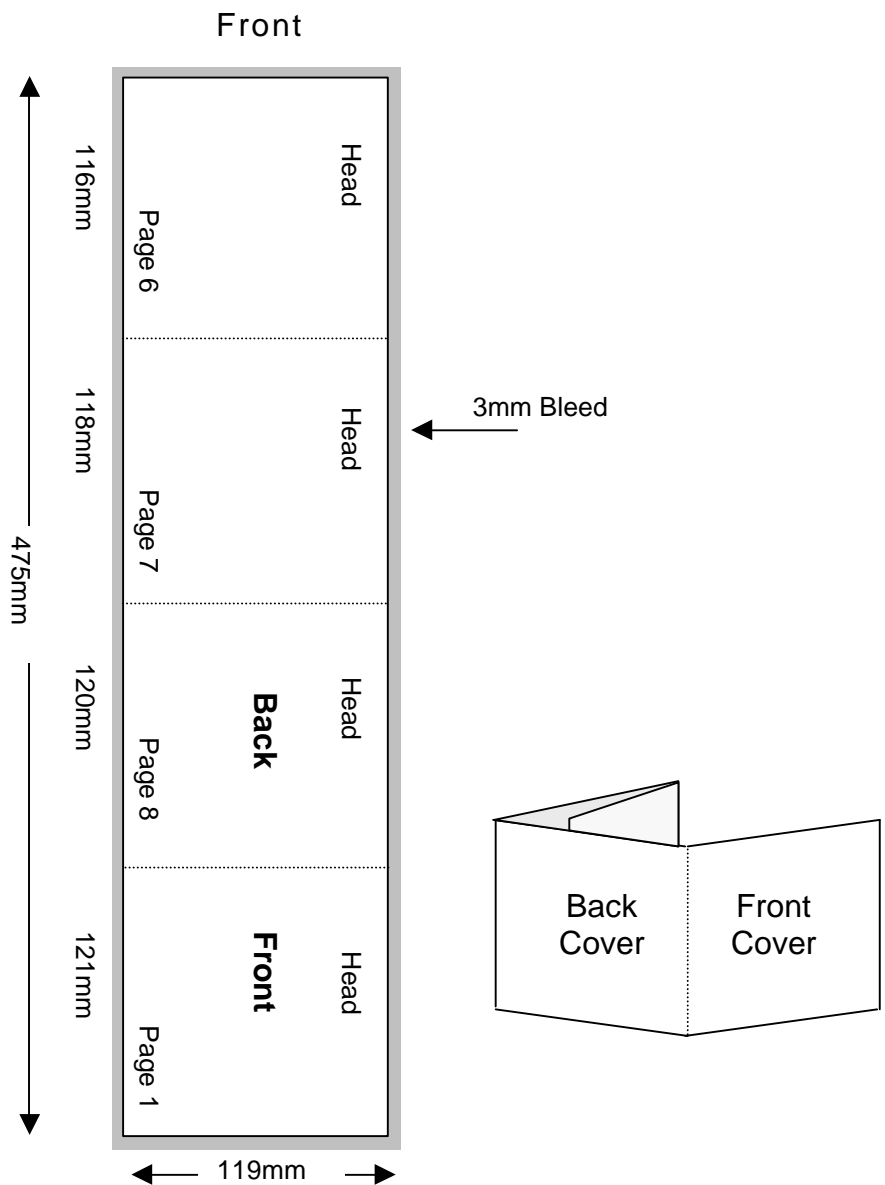 Front
116mm
Head
Page 6
118mm
Head
Page 7
3mm Bleed
475mm
120mm
Head
Back
Page 8
121mm
Head
Front
Page 1
119mm
Back
Cover
Front
Cover